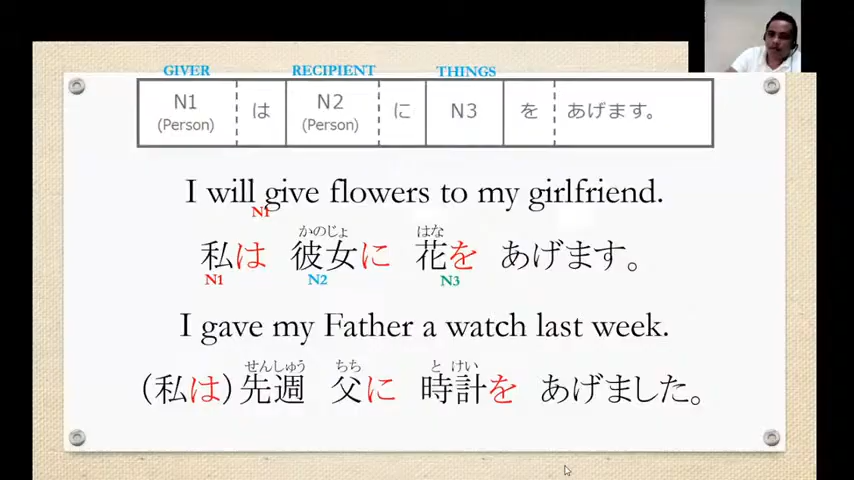 GIVER RECIPIENT THINGS
N1 は N2 に N3 を あげます。
(Person) (Person)
I will give flowers to my girlfriend.
N1
かのじょ はな
私は 彼女に 花を あげます。
N1 N2 N3
I gave my Father a watch last week.
せんしゅう ちち と けい
(私は)先週 父に 時計を あげました。